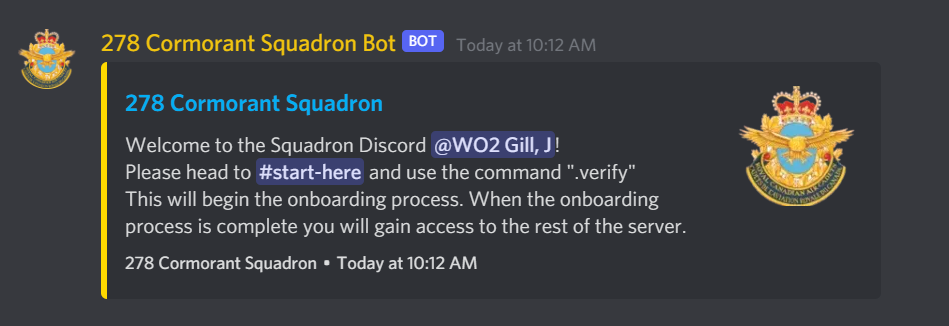 278 Cormorant Squadron Bot BOT Today at 10:12 AM
278 Cormorant Squadron
Welcome to the Squadron Discord @WO2 Gill, J!
Please head to #start-here and use the command ".verify"
This will begin the onboarding process. When the onboarding
process is complete you will gain access to the rest of the server.
278 Cormorant Squadron • Today at 10:12 AM
ROYAL CANADIAN AIR